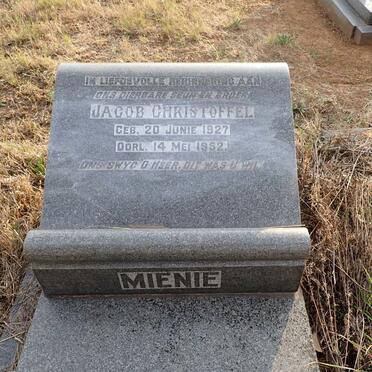 IN LIEFDEVOLLE HERINNERING AAN
ONS DIERBARE SEUN EN BROER
JACOB CHRISTOFFEL
GEB. 20 JUNIE 1927
OORL. 14 MEI 1952.
ONS SWYG O HEER, DIT WAS U WIL
MIENIE